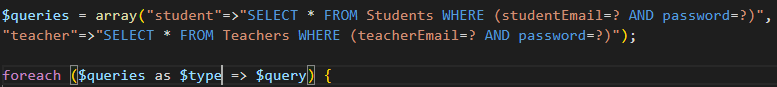 $queries = array("student"=>"SELECT * FROM Students WHERE (studentEmail=? AND password=?)",
"teacher"=>"SELECT * FROM Teachers WHERE (teacherEmail=? AND password=?)");
foreach ($queries as $type => $query) {